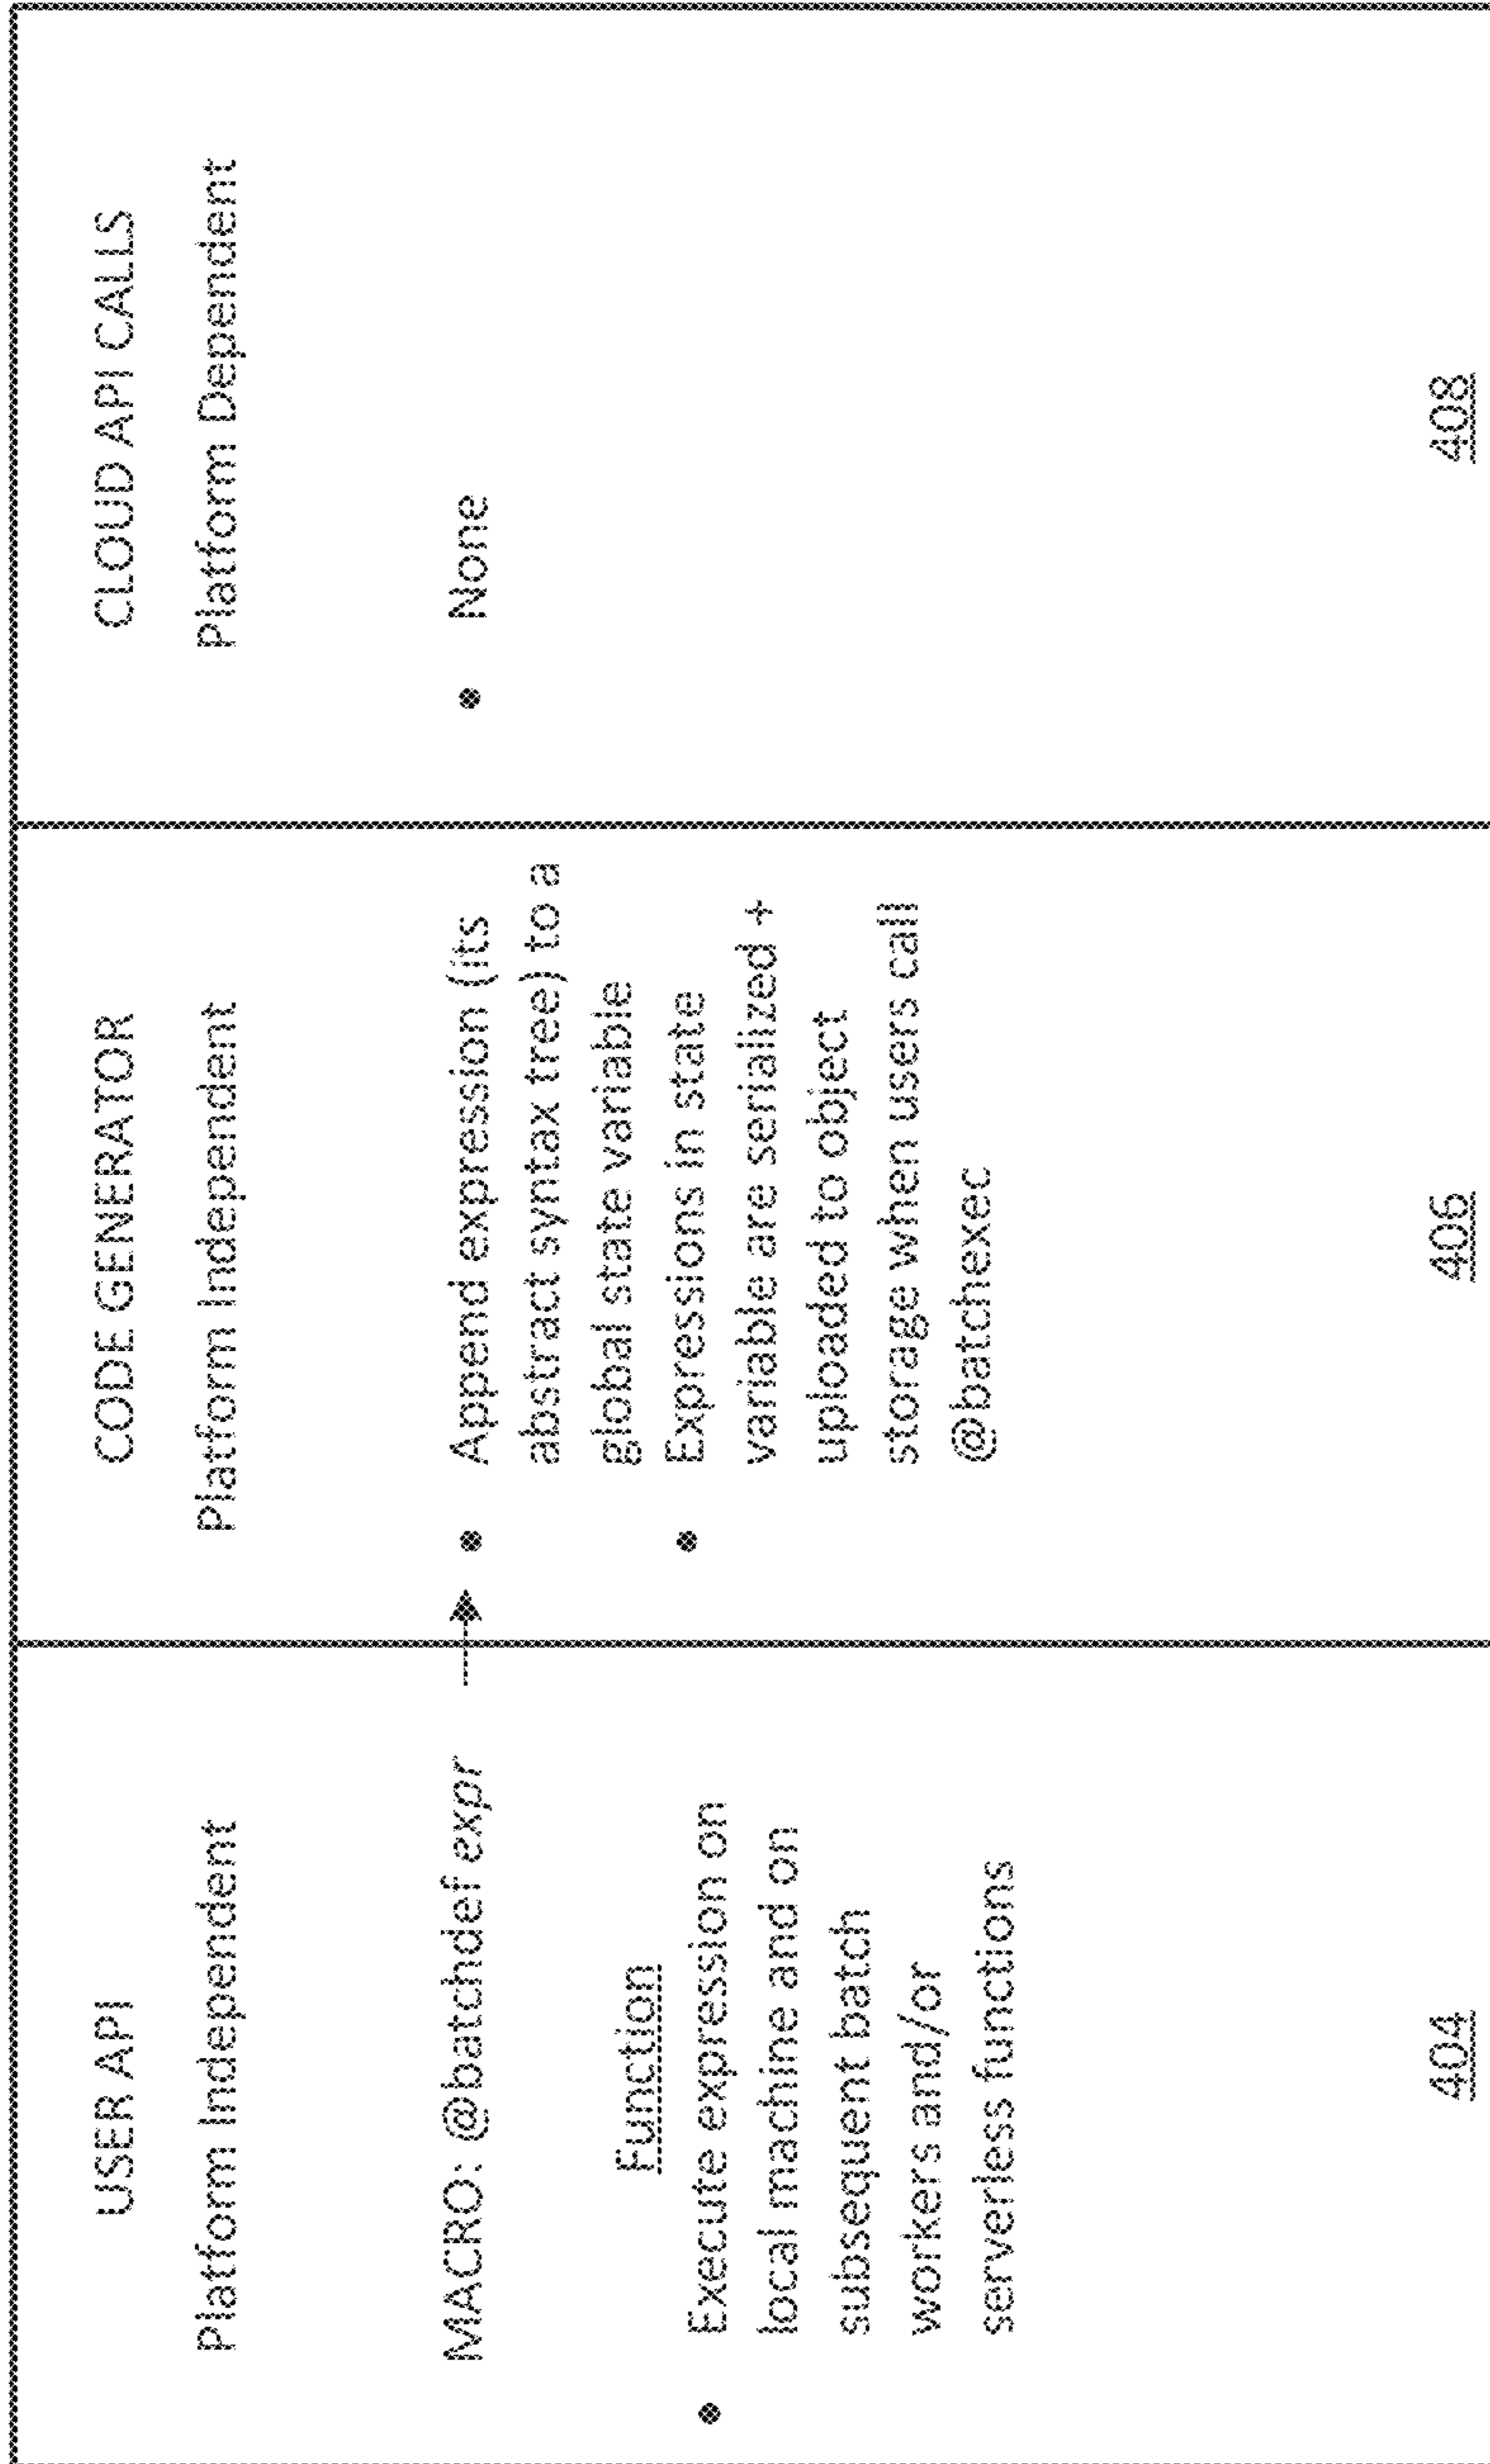 USER API
Platform Independent
MACRO: @batchdef expr
Function
• Execute expression on
local machine and on
subsequent batch
workers and/or
serverless functions
404
CODE GENERATOR
Platform Independent
• Append expression (its
abstract syntax tree) to a
global state variable
• Expressions in state
variable are serialized +
uploaded to object
storage when users call
@batchexec
406
CLOUD API CALLS
Platform Dependent
• None
408